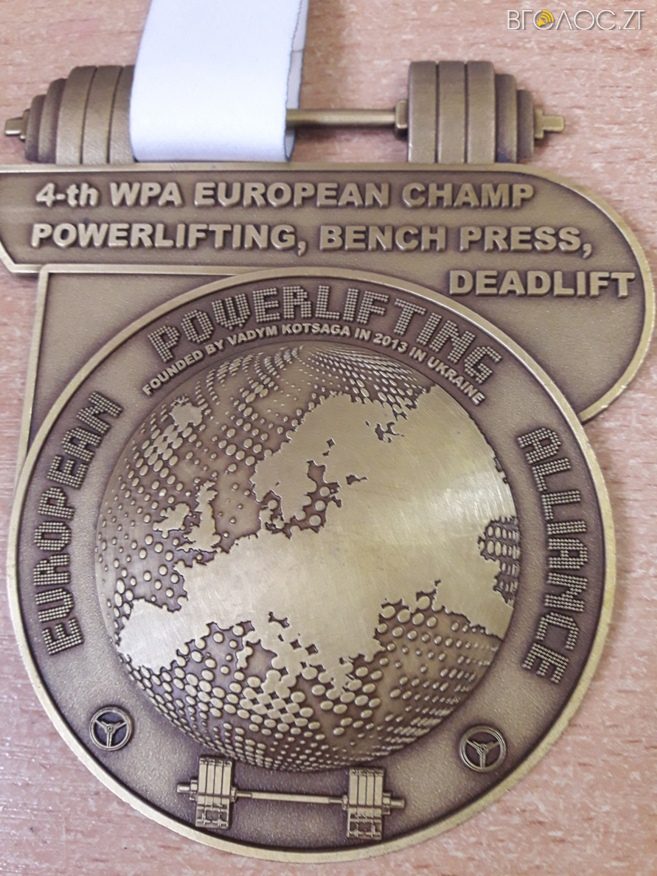 ВГОЛОС.ZT
4-th WPA EUROPEAN CHAMP
POWERLIFTING, BENCH PRESS,
DEADLIFT
EUROPEAN POWERLIFTING ALLIANCE
FOUNDED BY VADYM KOTSAGA IN 2013 IN UKRAINE